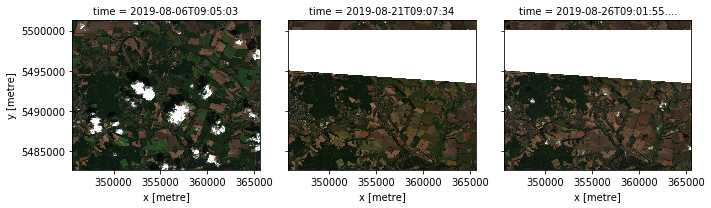 time = 2019-08-06T09:05:03
time = 2019-08-21T09:07:34
time = 2019-08-26T09:01:55....
5500000
5495000
5490000
5485000
y [metre]
350000 355000 360000 365000
350000 355000 360000 365000
350000 355000 360000 365000
x [metre]
x [metre]
x [metre]